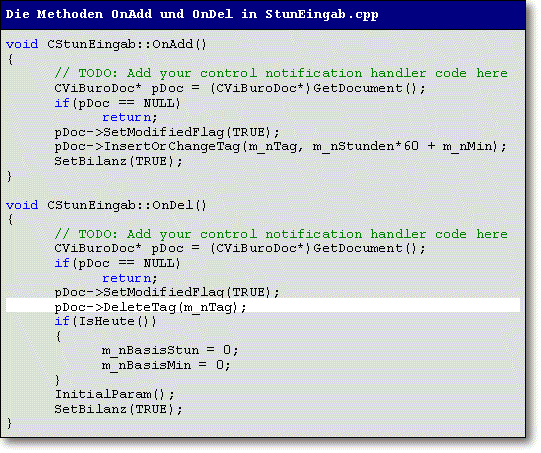 Die Methoden OnAdd und OnDel in StunEingab.cpp
void CStunEingab::OnAdd()
{
// TODO: Add your control notification handler code here
CViBuroDoc* pDoc = (CViBuroDoc*)GetDocument();
if(pDoc == NULL)
return;
pDoc->SetModifiedFlag(TRUE);
pDoc->InsertOrChangeTag(m_nTag, m_nStunden*60 + m_nMin);
SetBilanz(TRUE);
}
void CStunEingab::OnDel()
{
// TODO: Add your control notification handler code here
CViBuroDoc* pDoc = (CViBuroDoc*)GetDocument();
if(pDoc == NULL)
return;
pDoc->SetModifiedFlag(TRUE);
pDoc->DeleteTag(m_nTag);
if(IsHeute())
{
m_nBasisStun = 0;
m_nBasisMin = 0;
}
InitialParam();
SetBilanz(TRUE);
}